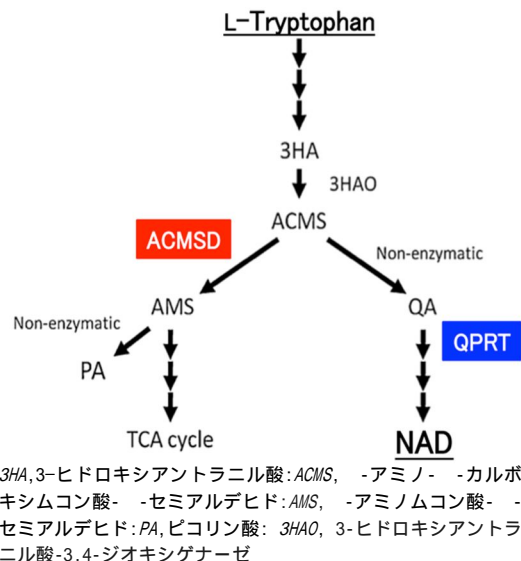 L-Tryptophan
3HA
3HAO
ACMS
ACMSD
Non-enzymatic
AMS
QA
Non-enzymatic
QPRT
PA
TCA cycle
NAD
3HA,3-ヒドロキシアントラニル酸:ACMS, -アミノ- -カルボ
キシムコン酸- -セミアルデヒド:AMS, -アミノムコン酸- -
セミアルデヒド:PA,ピコリン酸: 3HAO, 3-ヒドロキシアントラ
ニル酸-3.4-ジオキシゲナーゼ